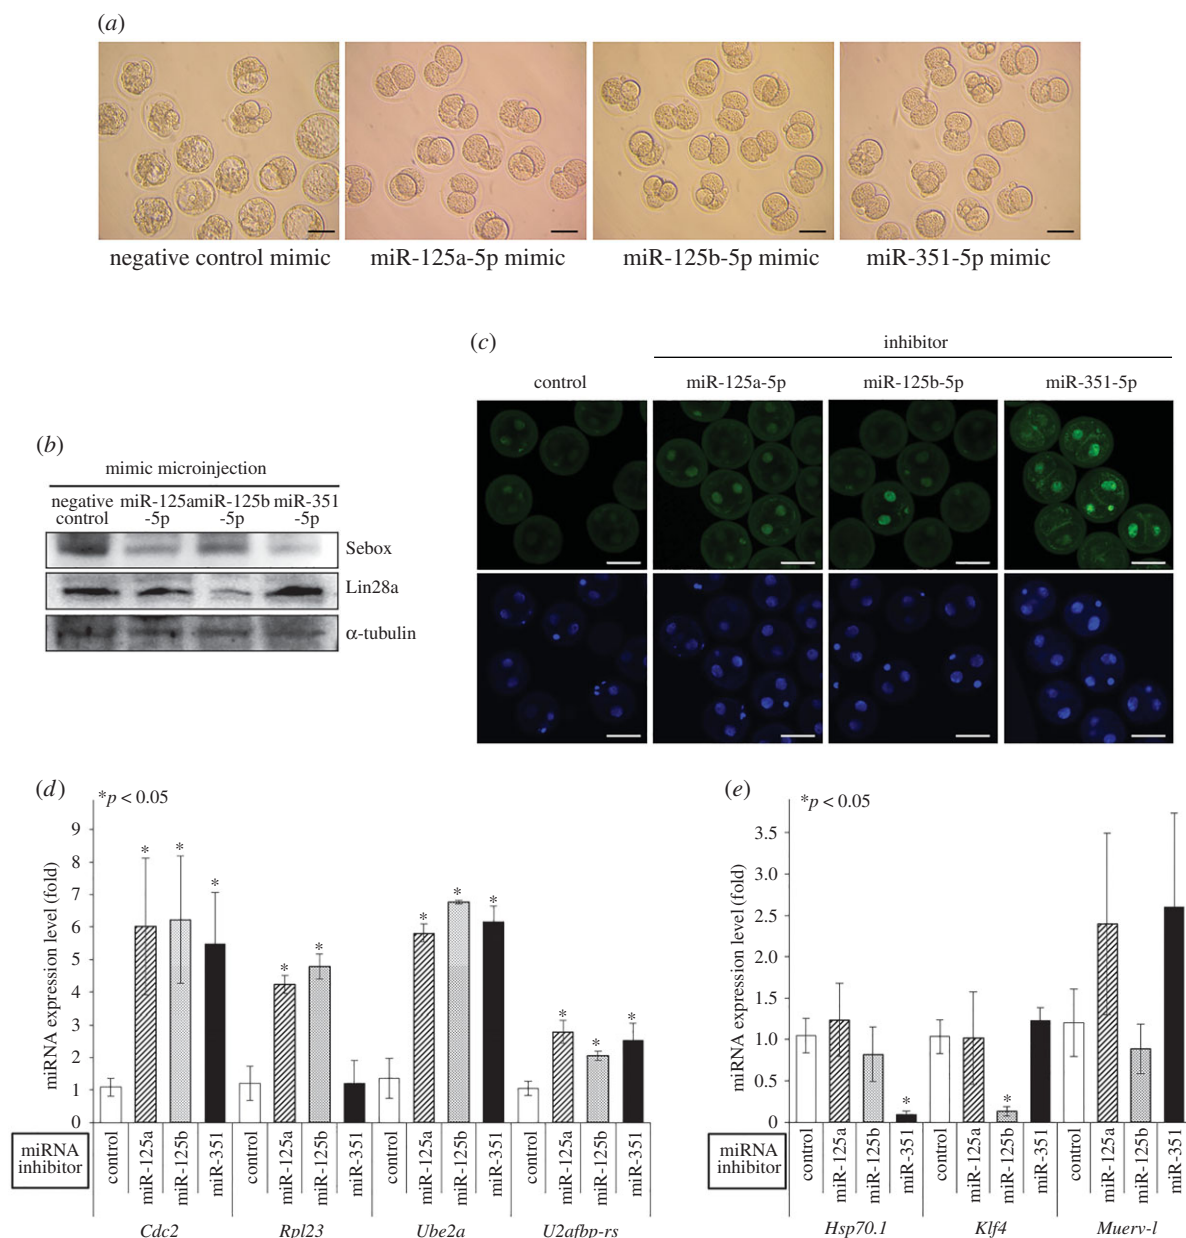 (a)
negative control mimic
miR-125a-5p mimic
miR-125b-5p mimic
miR-351-5p mimic
(b)
mimic microinjection
negative control
miR-125a -5p
miR-125b -5p
miR-351 -5p
Sebox
Lin28a
α-tubulin
(c)
inhibitor
control
miR-125a-5p
miR-125b-5p
miR-351-5p
(d)
*p < 0.05
miRNA expression level (fold)
9
8
7
6
5
4
3
2
1
0
* * *
* *
* * *
* * *
miRNA inhibitor
control
miR-125a
miR-125b
miR-351
control
miR-125a
miR-125b
miR-351
control
miR-125a
miR-125b
miR-351
control
miR-125a
miR-125b
miR-351
Cdc2
Rpl23
Ube2a
U2afbp-rs
(e)
*p < 0.05
miRNA expression level (fold)
3.5
3.0
2.5
2.0
1.5
1.0
0.5
0
*
*
miRNA inhibitor
control
miR-125a
miR-125b
miR-351
control
miR-125a
miR-125b
miR-351
control
miR-125a
miR-125b
miR-351
Hsp70.1
Klf4
Muerv-l